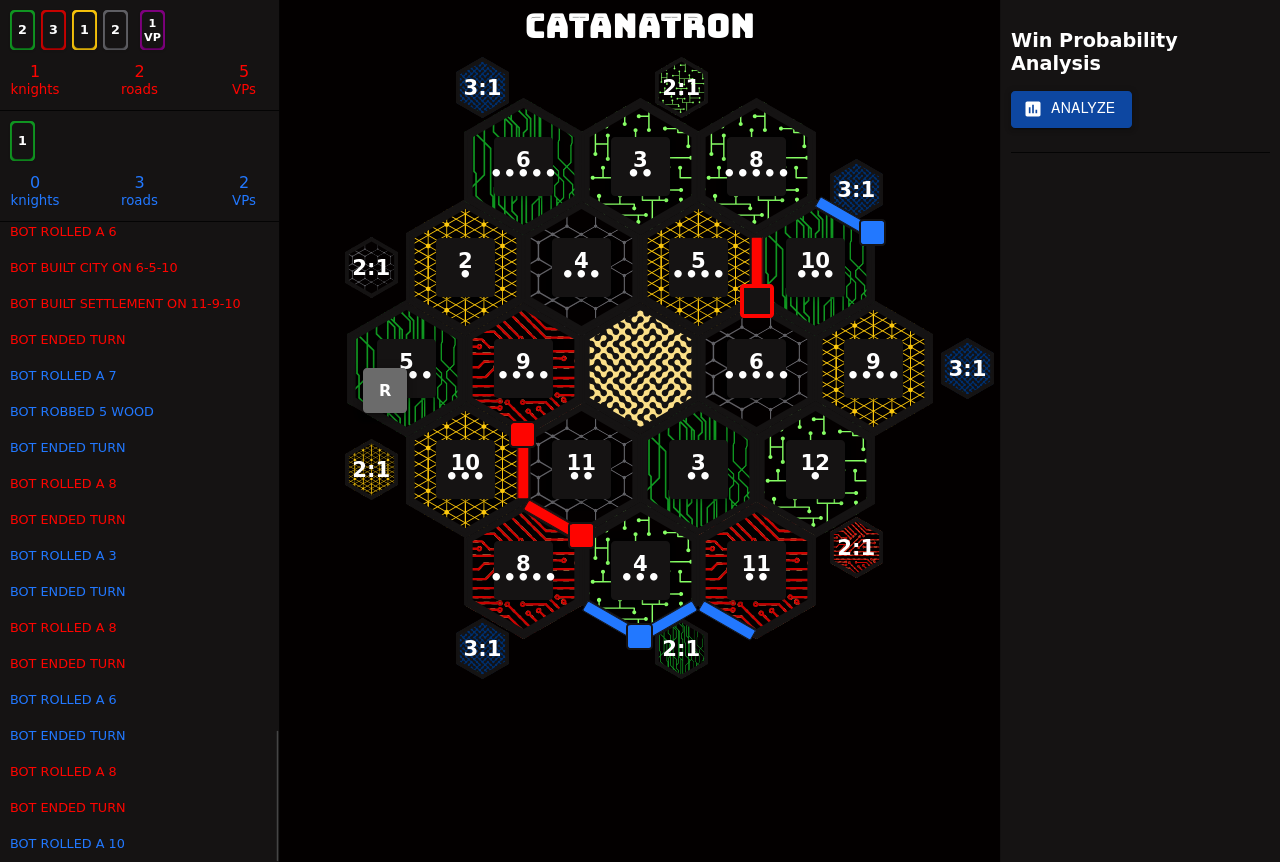 2 3 1 2 1 VP
1 2 5
knights roads VPs
1
0 3 2
knights roads VPs
BOT ROLLED A 6
BOT BUILT CITY ON 6-5-10
BOT BUILT SETTLEMENT ON 11-9-10
BOT ENDED TURN
BOT ROLLED A 7
BOT ROBBED 5 WOOD
BOT ENDED TURN
BOT ROLLED A 8
BOT ENDED TURN
BOT ROLLED A 3
BOT ENDED TURN
BOT ROLLED A 8
BOT ENDED TURN
BOT ROLLED A 6
BOT ENDED TURN
BOT ROLLED A 8
BOT ENDED TURN
BOT ROLLED A 10
CATANATRON
3:1 2:1
6 3 8
3:1
2:1 2 4 5 10
5 9 6 9 3:1
R
2:1 10 11 3 12
8 4 11 2:1
3:1 2:1
Win Probability
Analysis
ANALYZE